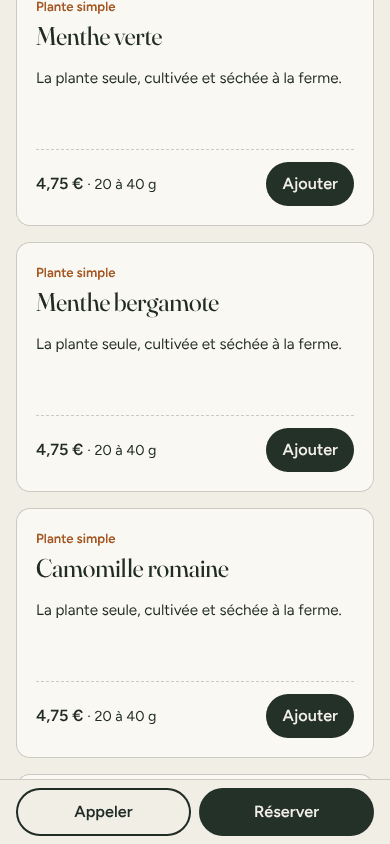 Plante simple
Menthe verte
La plante seule, cultivée et séchée à la ferme.
4,75 € · 20 à 40 g
Ajouter
Plante simple
Menthe bergamote
La plante seule, cultivée et séchée à la ferme.
4,75 € · 20 à 40 g
Ajouter
Plante simple
Camomille romaine
La plante seule, cultivée et séchée à la ferme.
4,75 € · 20 à 40 g
Ajouter
Appeler
Réserver